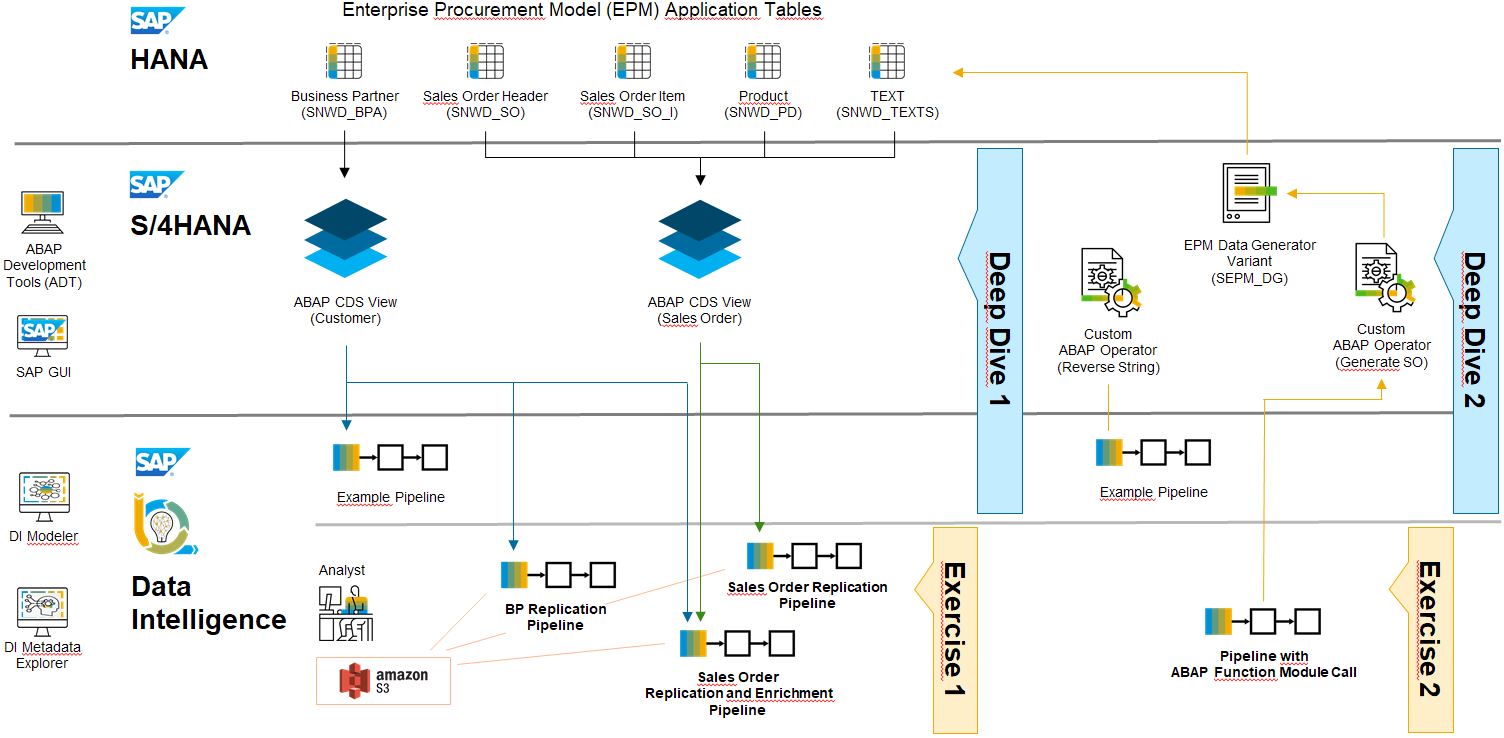 Enterprise Procurement Model (EPM) Application Tables
SAP
HANA
Business Partner
(SNWD_BPA)
Sales Order Header
(SNWD_SO)
Sales Order Item
(SNWD_SO_I)
Product
(SNWD_PD)
TEXT
(SNWD_TEXTS)
SAP
S/4HANA
ABAP
Development
Tools (ADT)
SAP
SAP GUI
ABAP CDS View
(Customer)
ABAP CDS View
(Sales Order)
Deep Dive 1
Custom
ABAP Operator
(Reverse String)
EPM Data Generator
Variant
(SEPM_DG)
Custom
ABAP Operator
(Generate SO)
Deep Dive 2
SAP
Data
Intelligence
DI Modeler
DI Metadata
Explorer
Example Pipeline
Example Pipeline
Analyst
amazon
S3
BP Replication
Pipeline
Sales Order Replication
Pipeline
Sales Order
Replication and Enrichment
Pipeline
Exercise 1
Pipeline with
ABAP Function Module Call
Exercise 2